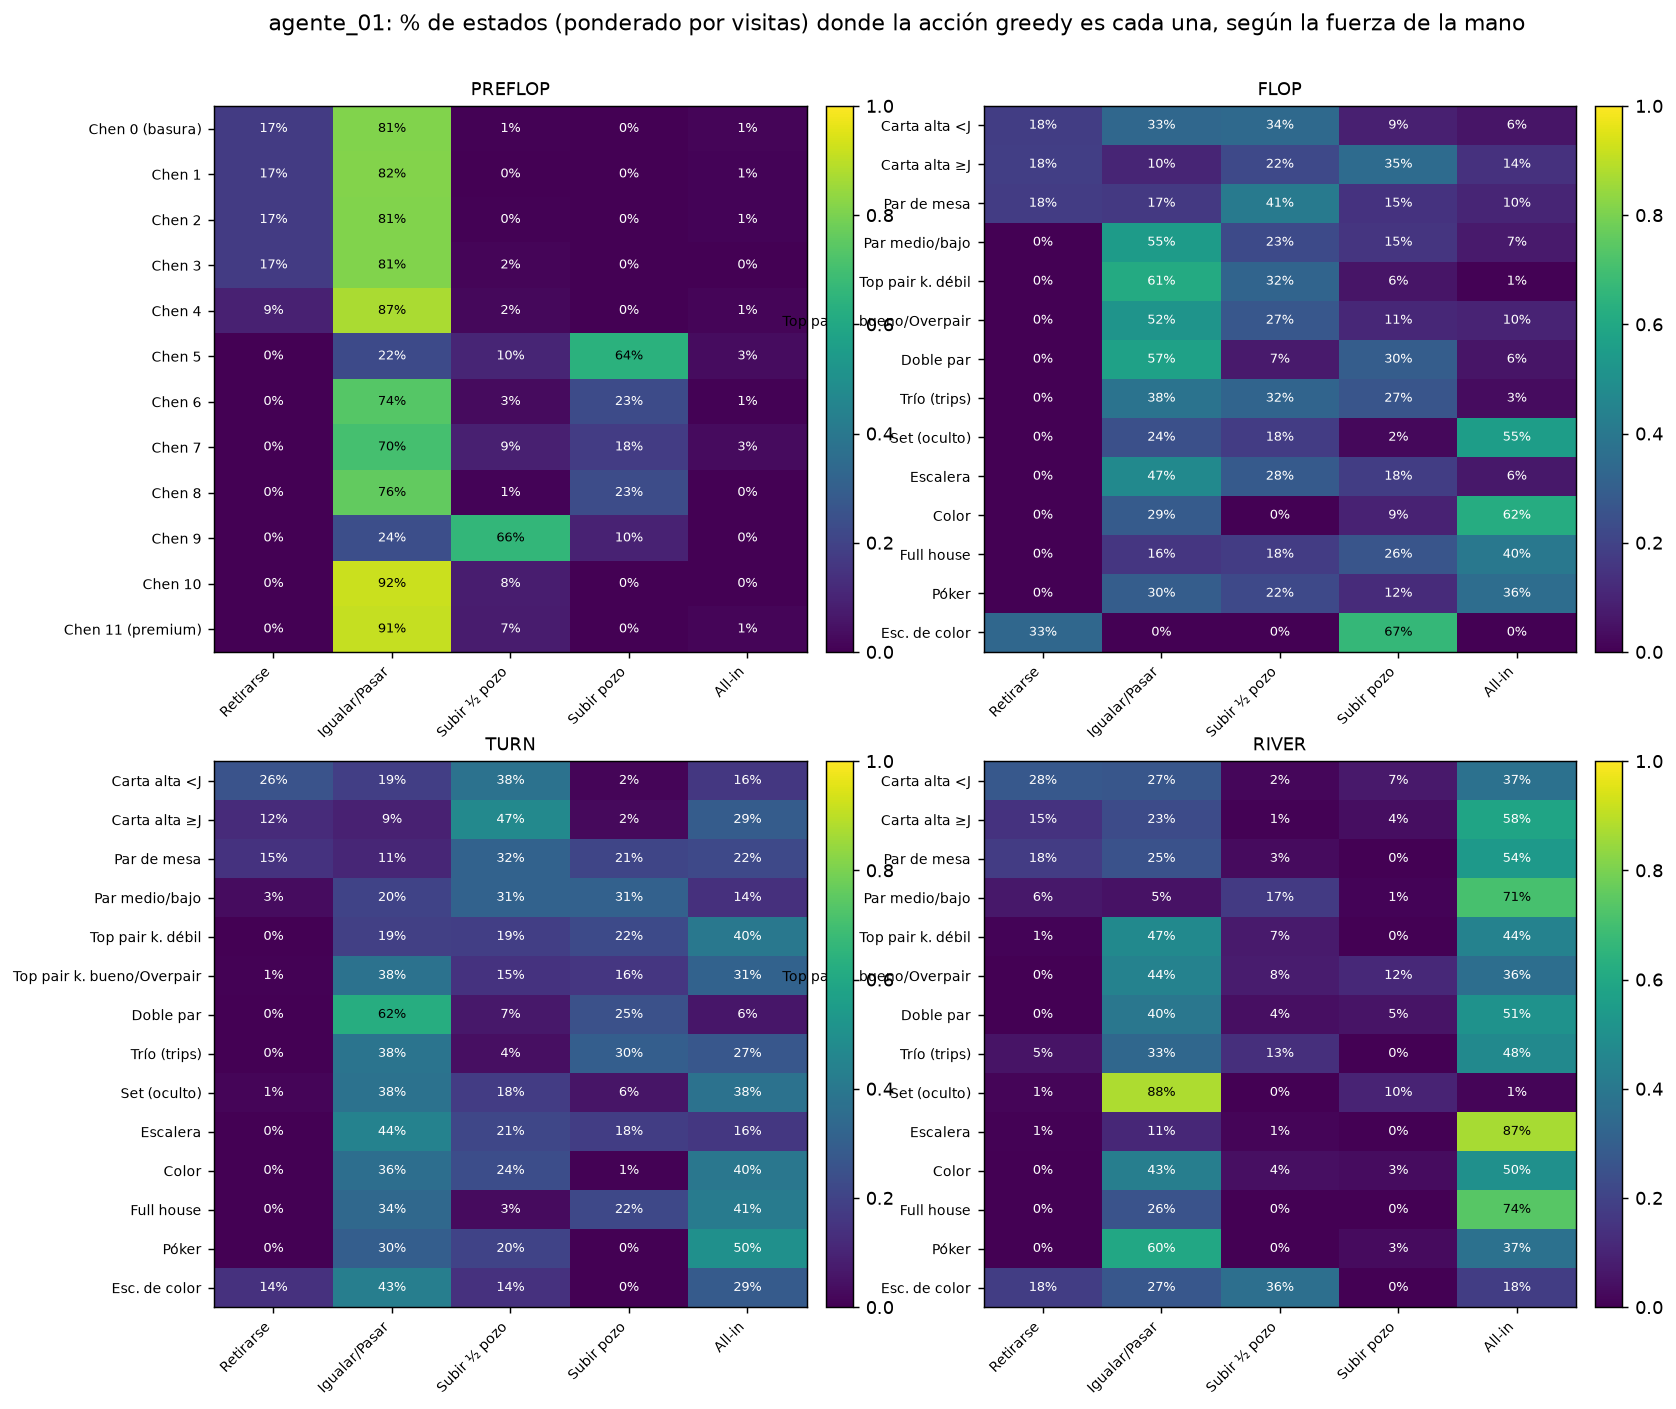 agente_01: % de estados (ponderado por visitas) donde la acción greedy es cada una, según la fuerza de la mano
PREFLOP
Chen 0 (basura) 17% 81% 1% 0% 1%
Chen 1 17% 82% 0% 0% 1%
Chen 2 17% 81% 0% 0% 1%
Chen 3 17% 81% 2% 0% 0%
Chen 4 9% 87% 2% 0% 1%
Chen 5 0% 22% 10% 64% 3%
Chen 6 0% 74% 3% 23% 1%
Chen 7 0% 70% 9% 18% 3%
Chen 8 0% 76% 1% 23% 0%
Chen 9 0% 24% 66% 10% 0%
Chen 10 0% 92% 8% 0% 0%
Chen 11 (premium) 0% 91% 7% 0% 1%
Retirarse Igualar/Pasar Subir ½ pozo Subir pozo All-in
1.0
0.8
0.6
0.4
0.2
0.0
FLOP
Carta alta <J 18% 33% 34% 9% 6%
Carta alta ≥J 18% 10% 22% 35% 14%
Par de mesa 18% 17% 41% 15% 10%
Par medio/bajo 0% 55% 23% 15% 7%
Top pair k. débil 0% 61% 32% 6% 1%
Top pa bueno/Overpair 0% 52% 27% 11% 10%
Doble par 0% 57% 7% 30% 6%
Trío (trips) 0% 38% 32% 27% 3%
Set (oculto) 0% 24% 18% 2% 55%
Escalera 0% 47% 28% 18% 6%
Color 0% 29% 0% 9% 62%
Full house 0% 16% 18% 26% 40%
Póker 0% 30% 22% 12% 36%
Esc. de color 33% 0% 0% 67% 0%
Retirarse Igualar/Pasar Subir ½ pozo Subir pozo All-in
1.0
0.8
0.6
0.4
0.2
0.0
TURN
Carta alta <J 26% 19% 38% 2% 16%
Carta alta ≥J 12% 9% 47% 2% 29%
Par de mesa 15% 11% 32% 21% 22%
Par medio/bajo 3% 20% 31% 31% 14%
Top pair k. débil 0% 19% 19% 22% 40%
Top pair k. bueno/Overpair 1% 38% 15% 16% 31%
Doble par 0% 62% 7% 25% 6%
Trío (trips) 0% 38% 4% 30% 27%
Set (oculto) 1% 38% 18% 6% 38%
Escalera 0% 44% 21% 18% 16%
Color 0% 36% 24% 1% 40%
Full house 0% 34% 3% 22% 41%
Póker 0% 30% 20% 0% 50%
Esc. de color 14% 43% 14% 0% 29%
Retirarse Igualar/Pasar Subir ½ pozo Subir pozo All-in
1.0
0.8
0.6
0.4
0.2
0.0
RIVER
Carta alta <J 28% 27% 2% 7% 37%
Carta alta ≥J 15% 23% 1% 4% 58%
Par de mesa 18% 25% 3% 0% 54%
Par medio/bajo 6% 5% 17% 1% 71%
Top pair k. débil 1% 47% 7% 0% 44%
Top pa bueno/Overpair 0% 44% 8% 12% 36%
Doble par 0% 40% 4% 5% 51%
Trío (trips) 5% 33% 13% 0% 48%
Set (oculto) 1% 88% 0% 10% 1%
Escalera 1% 11% 1% 0% 87%
Color 0% 43% 4% 3% 50%
Full house 0% 26% 0% 0% 74%
Póker 0% 60% 0% 3% 37%
Esc. de color 18% 27% 36% 0% 18%
Retirarse Igualar/Pasar Subir ½ pozo Subir pozo All-in
1.0
0.8
0.6
0.4
0.2
0.0